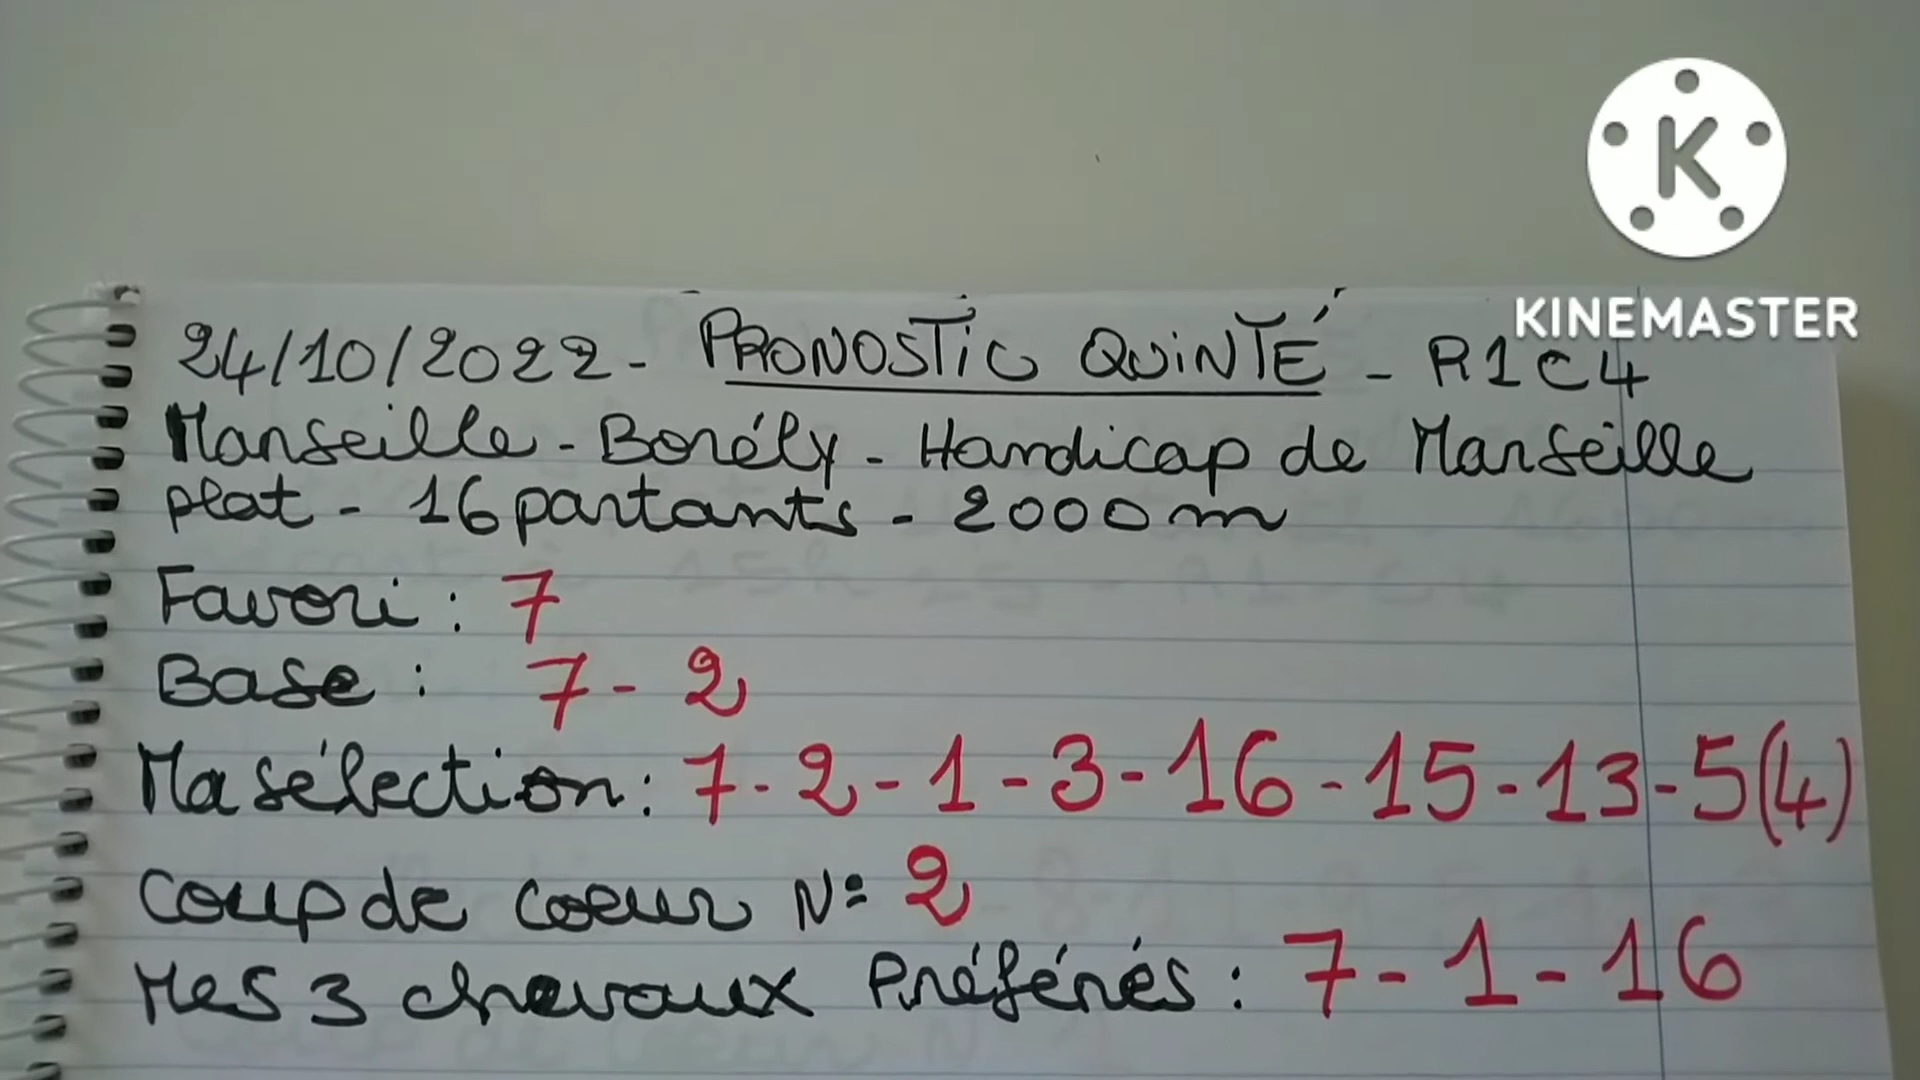 K
KINEMASTER
24/10/2022 - PRONOSTIC QUINTÉ - R1C4
Marseille - Borély - Handicap de Marseille
plat - 16 partants - 2000m
Favori : 7
Base : 7 - 2
Ma sélection : 7 - 2 - 1 - 3 - 16 - 15 - 13 - 5 (4)
Coup de coeur N° 2
Mes 3 chevaux Préférés : 7 - 1 - 16